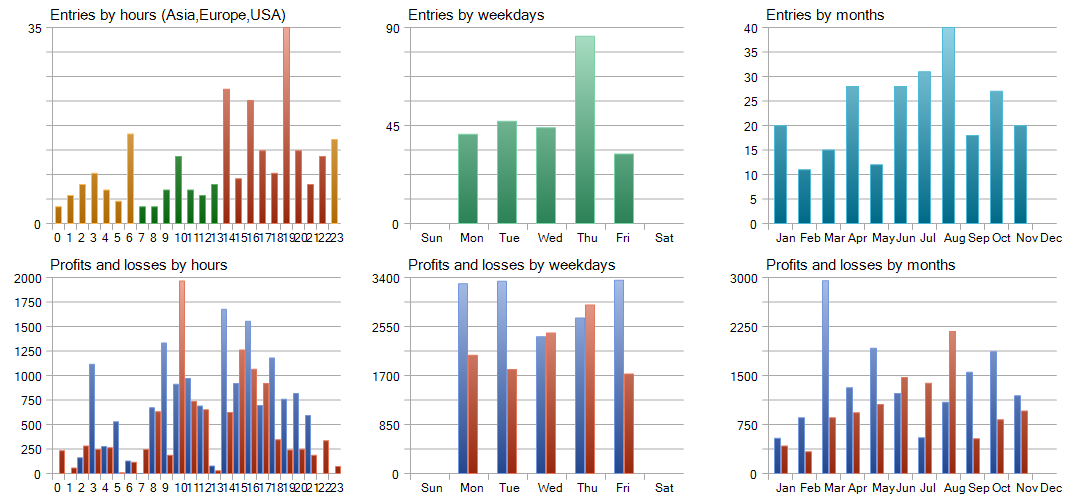 Entries by hours (Asia,Europe,USA)
35
0
0 1 2 3 4 5 6 7 8 9 10 11 12 13 14 15 16 17 18 19 20 21 22 23
Entries by weekdays
90
45
0
Sun Mon Tue Wed Thu Fri Sat
Entries by months
40
35
30
25
20
15
10
5
0
Jan Feb Mar Apr May Jun Jul Aug Sep Oct Nov Dec
Profits and losses by hours
2000
1750
1500
1250
1000
750
500
250
0
0 1 2 3 4 5 6 7 8 9 10 11 12 13 14 15 16 17 18 19 20 21 22 23
Profits and losses by weekdays
3400
2550
1700
850
0
Sun Mon Tue Wed Thu Fri Sat
Profits and losses by months
3000
2250
1500
750
0
Jan Feb Mar Apr May Jun Jul Aug Sep Oct Nov Dec